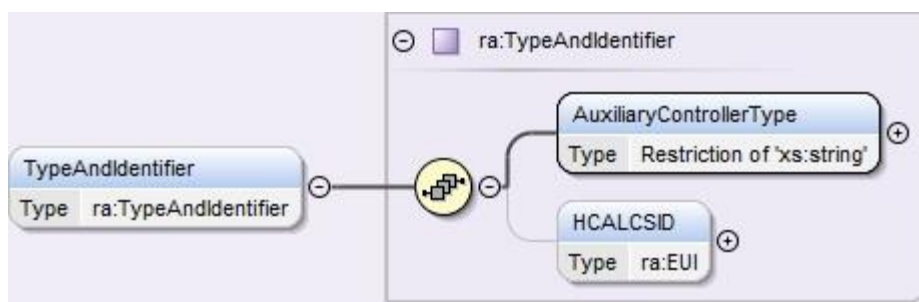 ra:TypeAndIdentifier
AuxiliaryControllerType
Type Restriction of 'xs:string'
TypeAndIdentifier
Type ra:TypeAndIdentifier
HCALCSID
Type ra:EUI